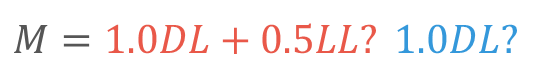 M = 1.0DL + 0.5LL? 1.0DL?